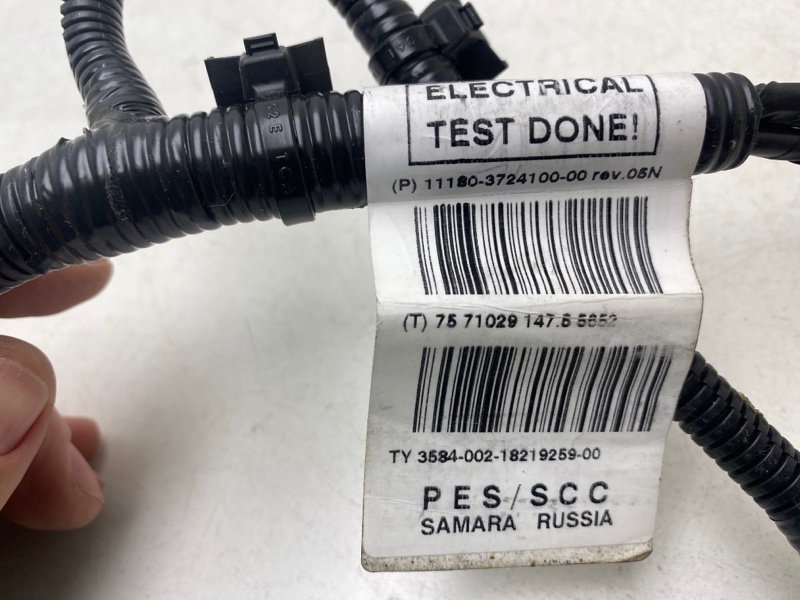 ELECTRICAL
TEST DONE!
(P) 11180-3724100-00 rev.05N
(T) 75 71029 147.5 5652
TY 3584-002-18219259-00
PES/SCC
SAMARA RUSSIA